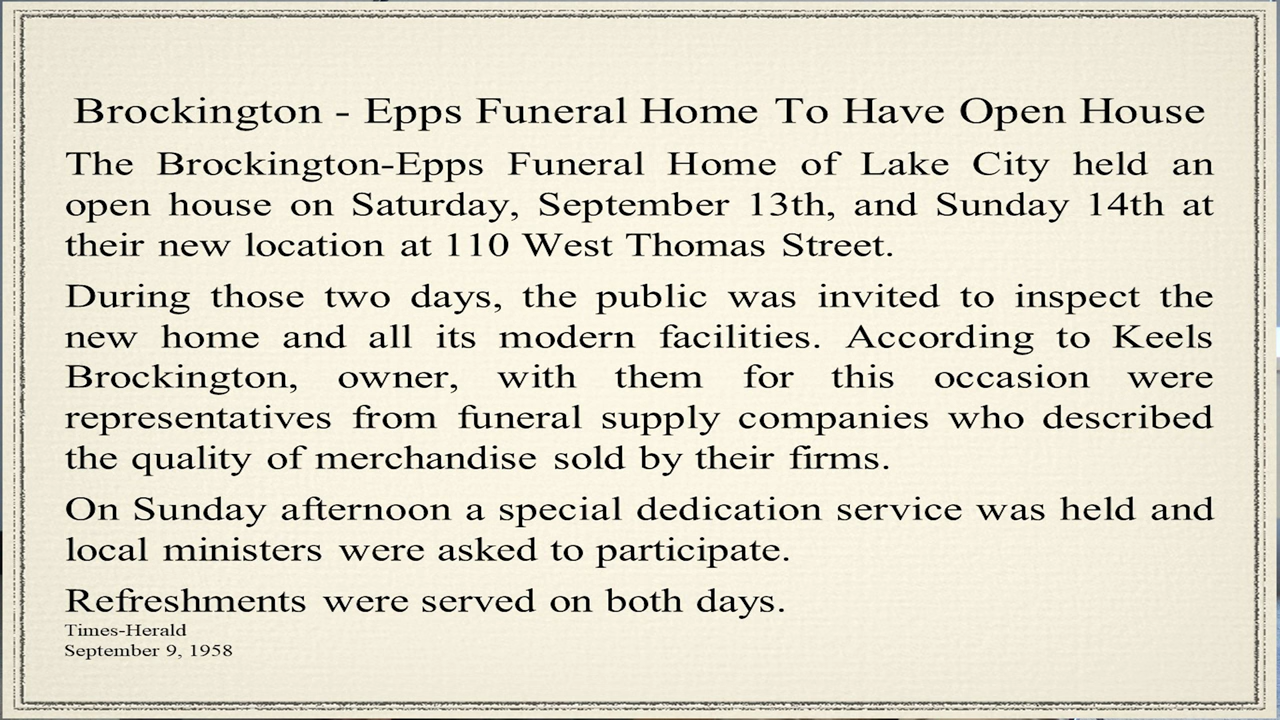 Brockington - Epps Funeral Home To Have Open House
The Brockington-Epps Funeral Home of Lake City held an
open house on Saturday, September 13th, and Sunday 14th at
their new location at 110 West Thomas Street.
During those two days, the public was invited to inspect the
new home and all its modern facilities. According to Keels
Brockington, owner, with them for this occasion were
representatives from funeral supply companies who described
the quality of merchandise sold by their firms.
On Sunday afternoon a special dedication service was held and
local ministers were asked to participate.
Refreshments were served on both days.
Times-Herald
September 9, 1958